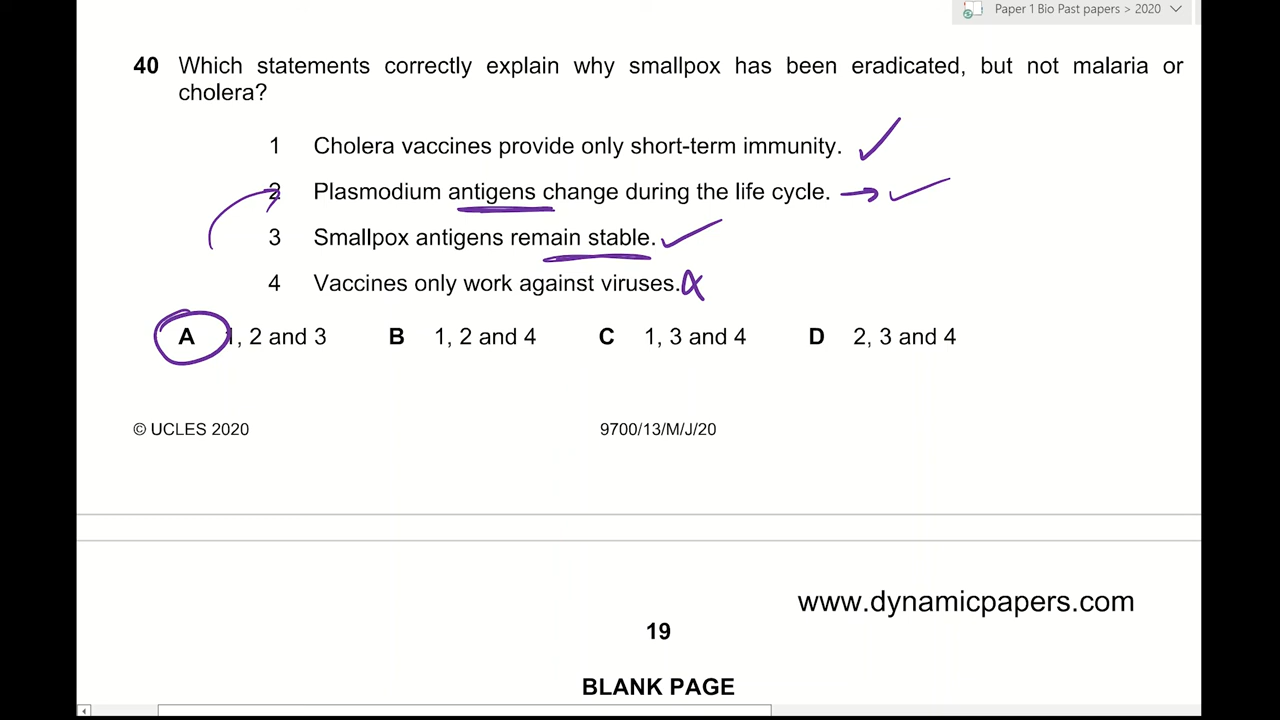 Paper 1 Bio Past papers > 2020
40 Which statements correctly explain why smallpox has been eradicated, but not malaria or
cholera?
1 Cholera vaccines provide only short-term immunity.
2 Plasmodium antigens change during the life cycle.
3 Smallpox antigens remain stable.
4 Vaccines only work against viruses.
A 1, 2 and 3 B 1, 2 and 4 C 1, 3 and 4 D 2, 3 and 4
© UCLES 2020 9700/13/M/J/20
www.dynamicpapers.com
19
BLANK PAGE